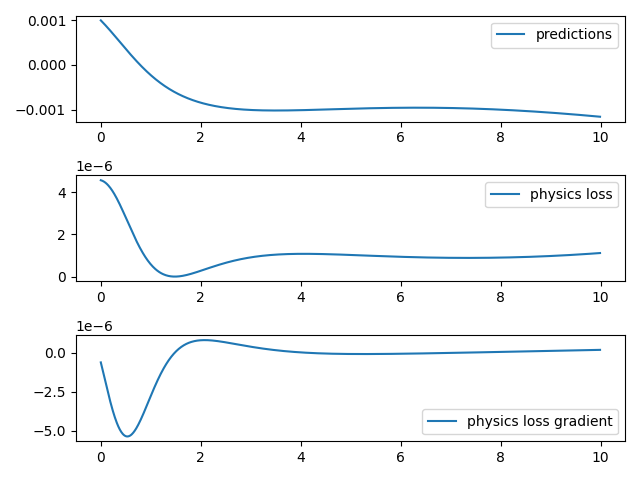 0.001
0.000
−0.001
predictions
0 2 4 6 8 10
1e−6
4
2
0
physics loss
0 2 4 6 8 10
1e−6
0.0
−2.5
−5.0
physics loss gradient
0 2 4 6 8 10